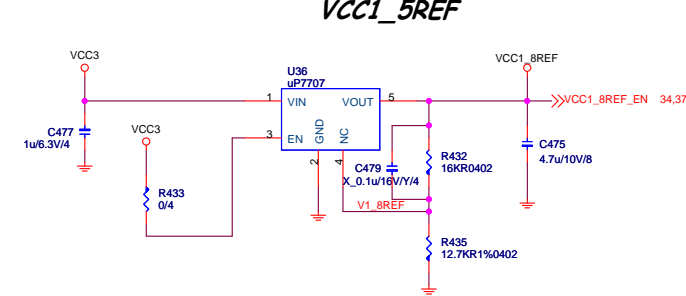 VCC1_5REF
VCC3
VCC1_8REF
U36
uP7707
1
VIN
VOUT
5
VCC1_8REF_EN 34,37
C477
1u/6.3V/4
VCC3
3
EN
GND
NC
2
4
C479
X_0.1u/16V/Y/4
R432
16KR0402
C475
4.7u/10V/8
R433
0/4
V1_8REF
R435
12.7KR1%0402